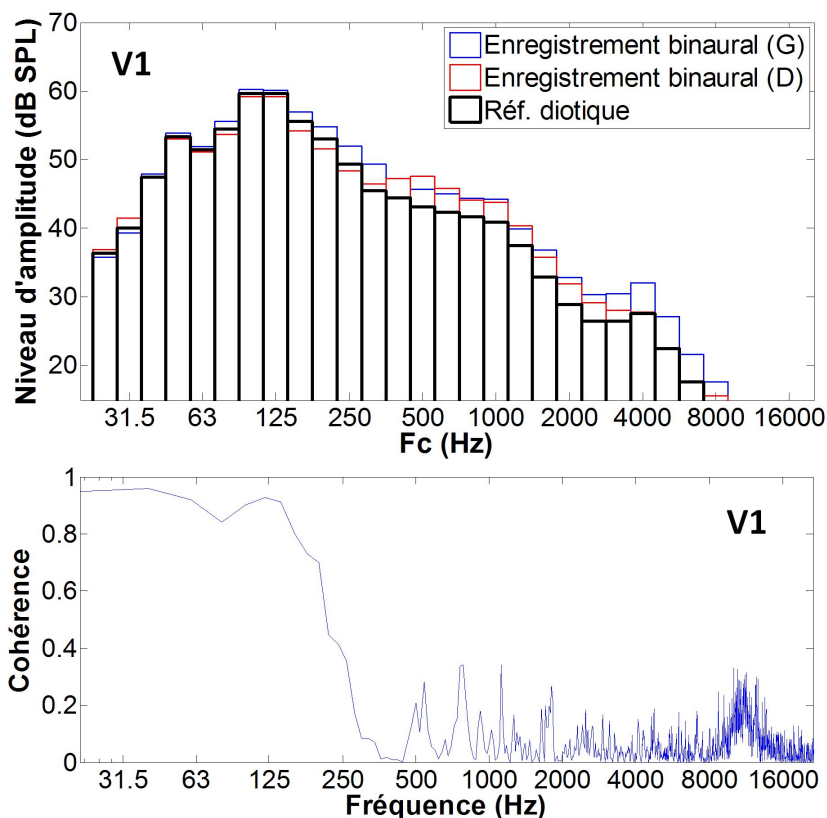 70
60
50
40
30
20
Niveau d'amplitude (dB SPL)
V1
Enregistrement binaural (G)
Enregistrement binaural (D)
Réf. diotique
31.5 63 125 250 500 1000 2000 4000 8000 16000
Fc (Hz)
1
0.8
0.6
0.4
0.2
0
Cohérence
V1
31.5 63 125 250 500 1000 2000 4000 8000 16000
Fréquence (Hz)